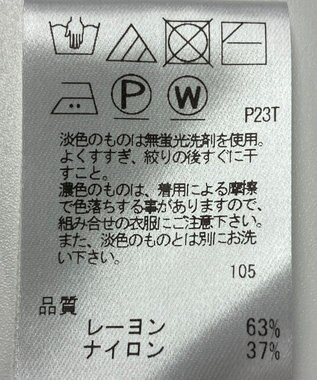 P
W
P23T
淡色のものは無蛍光洗剤を使用。
よくすすぎ、絞りの後すぐに干
すこと。
濃色のものは、着用による摩擦
で色落ちする事がありますので、
組み合せの衣服にご注意下さい。
また、淡色のものとは別にお洗
い下さい。
105
品質
レーヨン 63%
ナイロン 37%